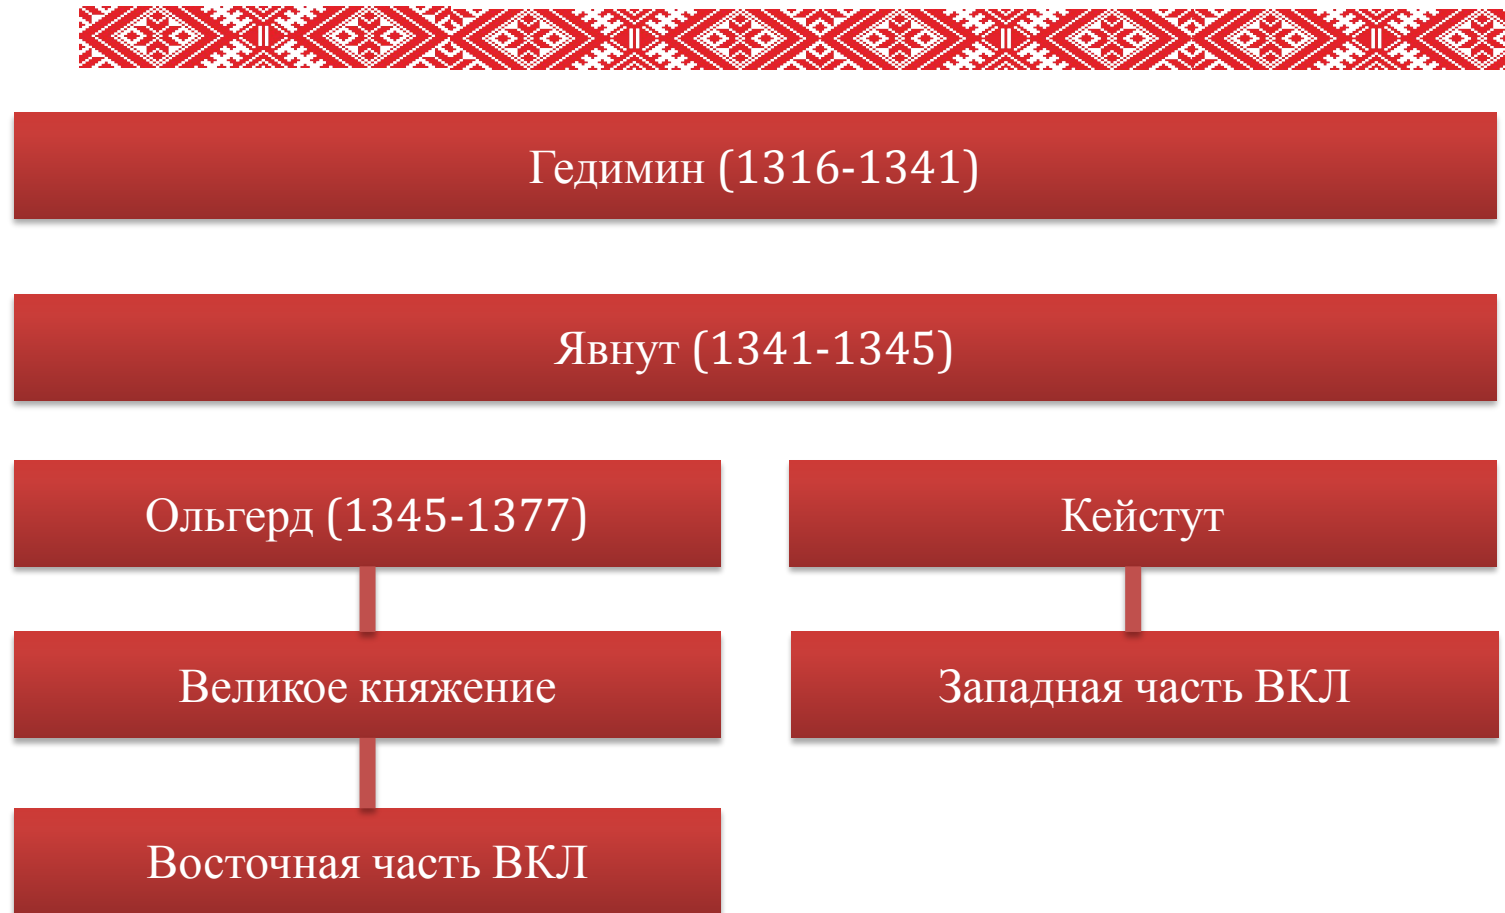 Гедимин (1316-1341)
Явнут (1341-1345)
Ольгерд (1345-1377)
Кейстут
Великое княжение
Западная часть ВКЛ
Восточная часть ВКЛ